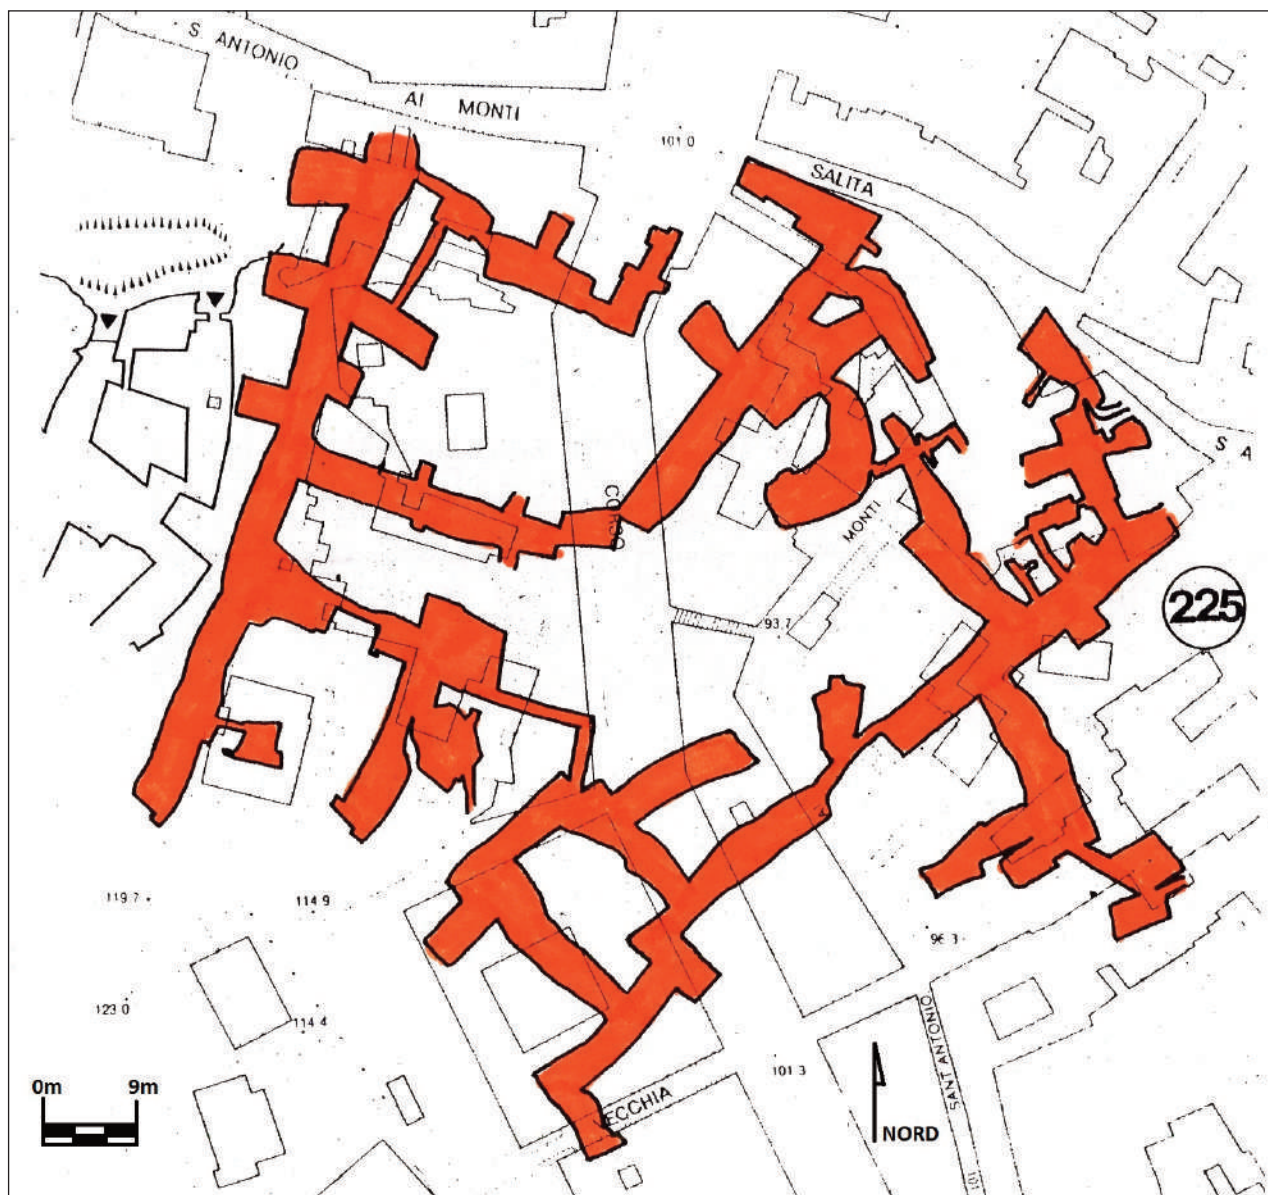 S. ANTONIO
AI MONTI
101 0
SALITA
S A
CORSO
MONTI
225
93.7
119.7
114 9
96 3
123 0
114 4
SANT ANTONIO
101 3
0m 9m
ECCHIA
NORD
101